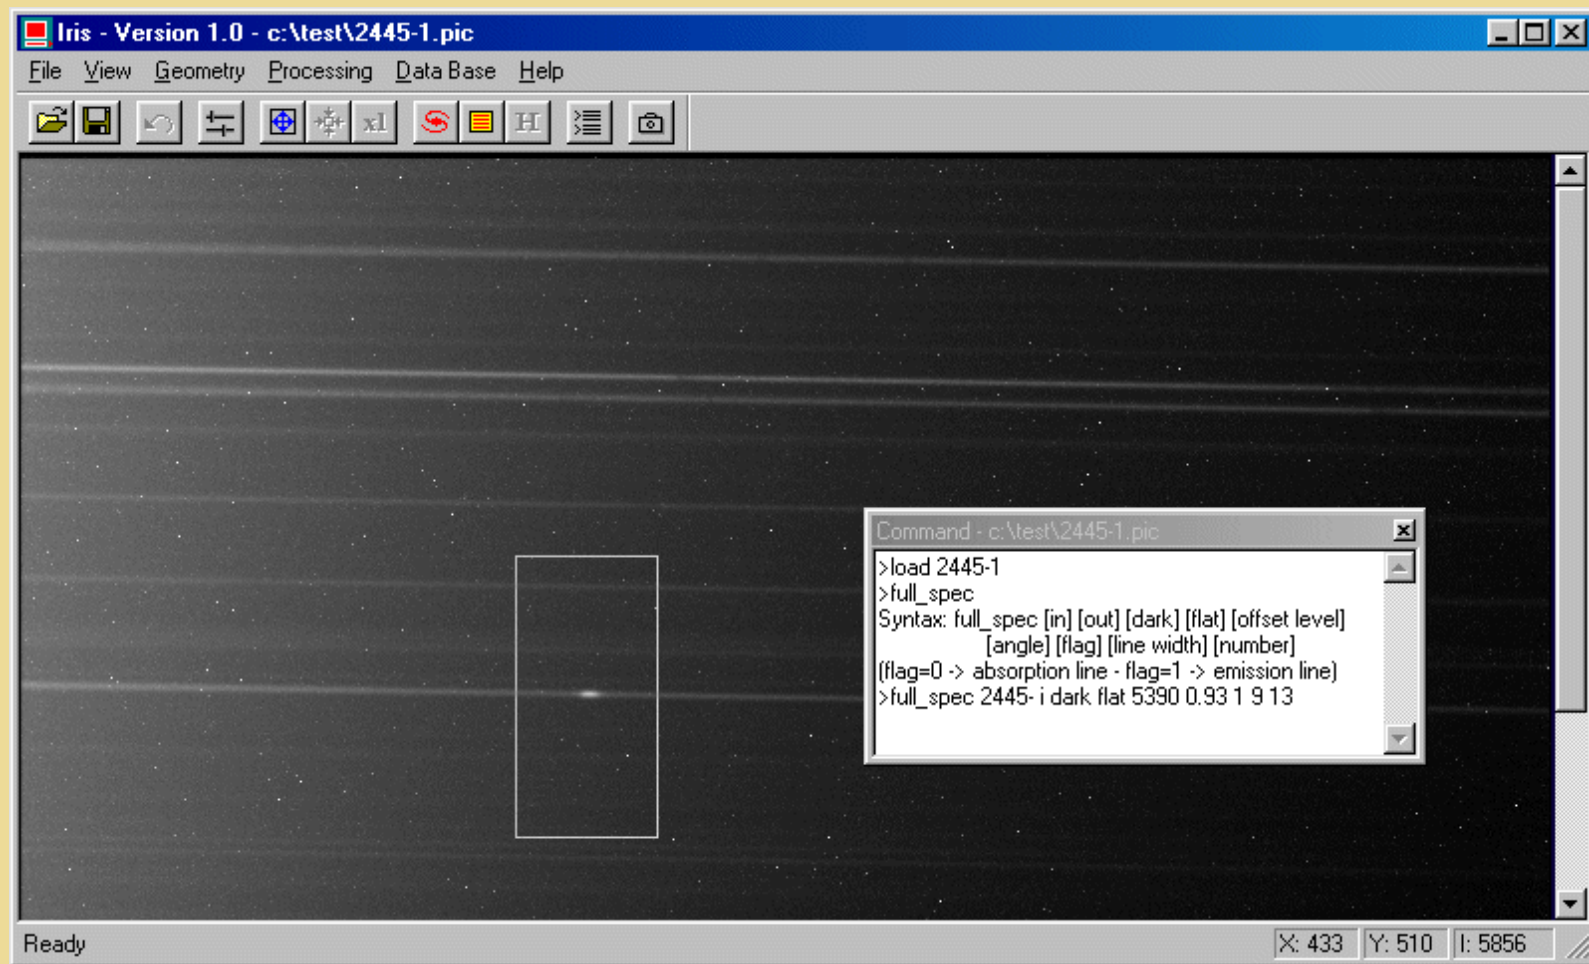 Iris - Version 1.0 - c:\test\2445-1.pic
File View Geometry Processing Data Base Help
x1 H
Command - c:\test\2445-1.pic
>load 2445-1
>full_spec
Syntax: full_spec [in] [out] [dark] [flat] [offset level]
[angle] [flag] [line width] [number]
(flag=0 -> absorption line - flag=1 -> emission line)
>full_spec 2445- i dark flat 5390 0.93 1 9 13
Ready X: 433 Y: 510 I: 5856